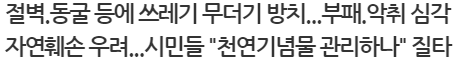 절벽.동굴 등에 쓰레기 무더기 방치...부패.악취 심각
자연훼손 우려...시민들 "천연기념물 관리하나" 질타